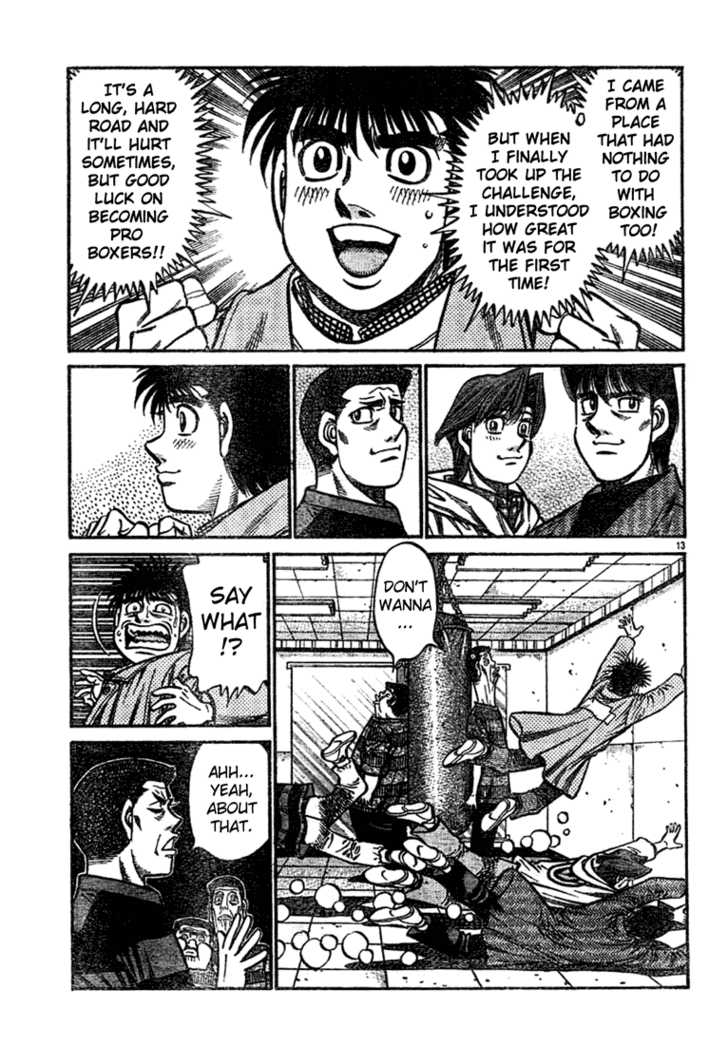 I CAME
FROM A
PLACE
THAT HAD
NOTHING
TO DO
WITH
BOXING
TOO!
BUT WHEN
I FINALLY
TOOK UP THE
CHALLENGE,
I UNDERSTOOD
HOW GREAT
IT WAS FOR
THE FIRST
TIME!
IT'S A
LONG, HARD
ROAD AND
IT'LL HURT
SOMETIMES,
BUT GOOD
LUCK ON
BECOMING
PRO
BOXERS!!
13
DON'T
WANNA
...
SAY
WHAT
!?
AHH...
YEAH,
ABOUT
THAT.